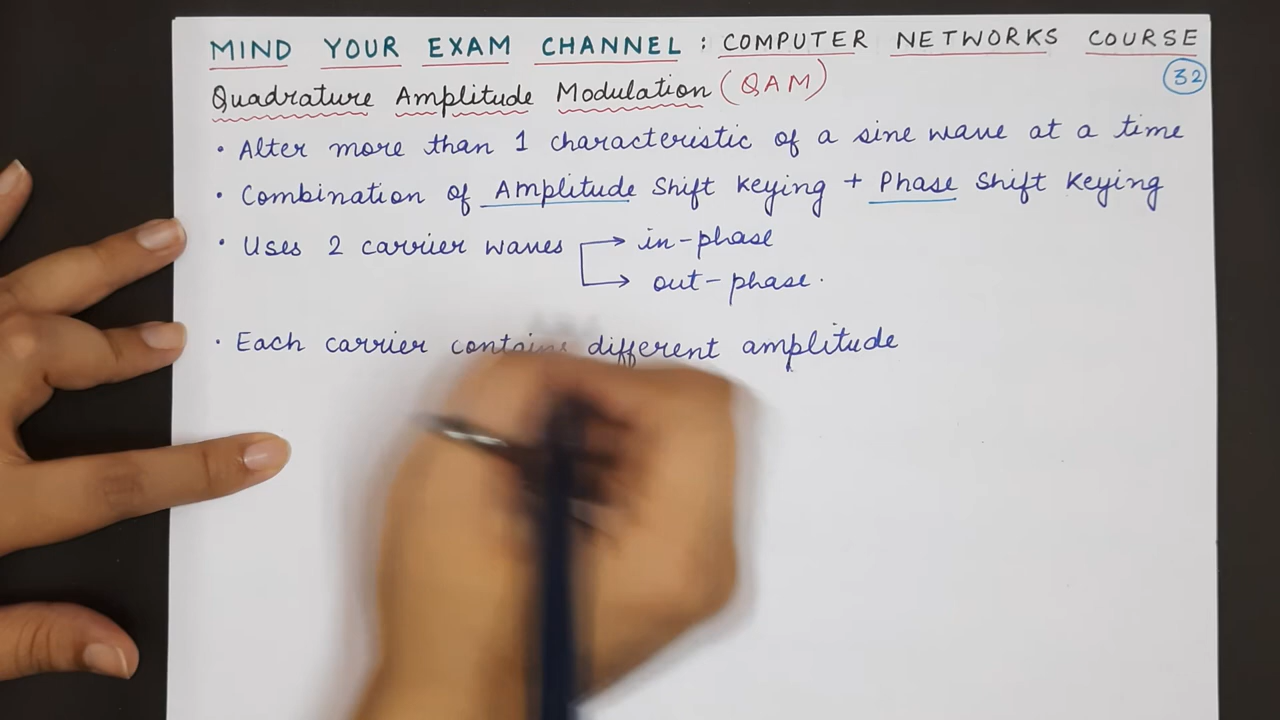 MIND YOUR EXAM CHANNEL : COMPUTER NETWORKS COURSE
Quadrature Amplitude Modulation (QAM) 32
• Alter more than 1 characteristic of a sine wave at a time
• Combination of Amplitude Shift Keying + Phase Shift Keying
• Uses 2 carrier waves → in-phase
→ out-phase.
• Each carrier contains different amplitude